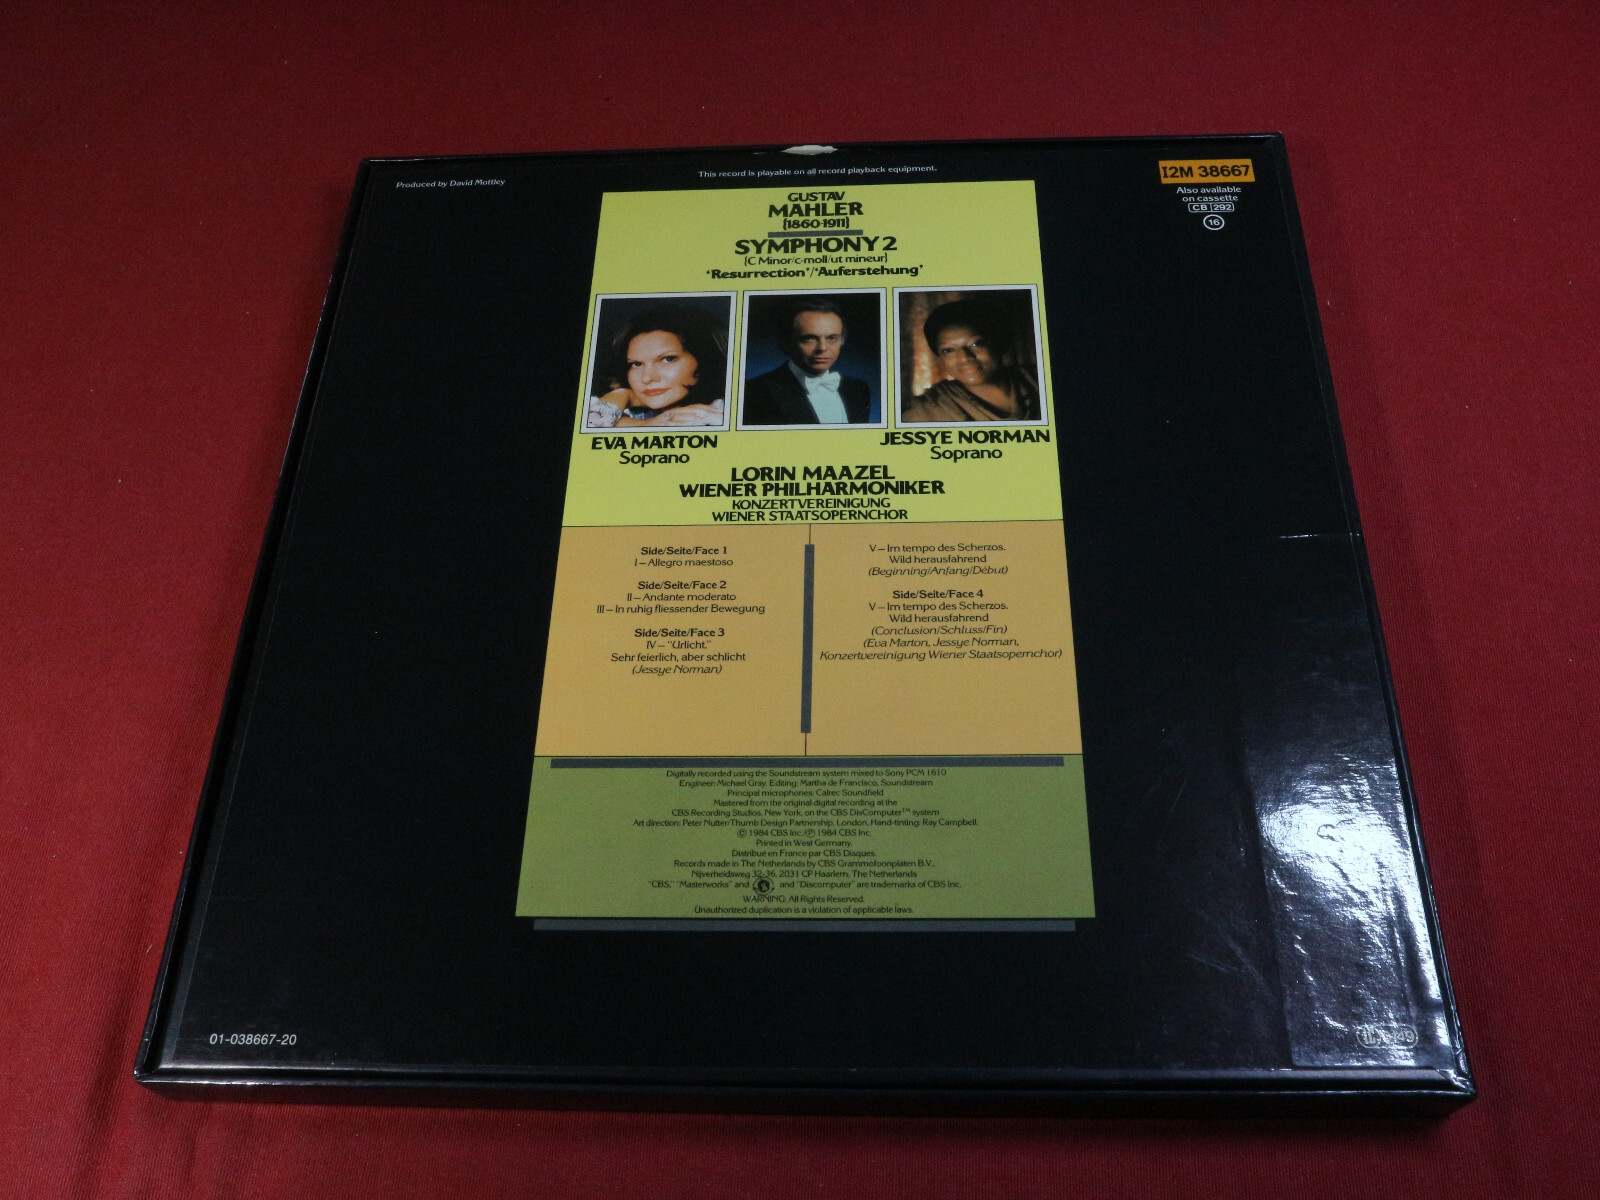 Produced by David Mottley
This record is playable on all record playback equipment.
I2M 38667
Also available
on cassette
CB 292
16
GUSTAV
MAHLER
(1860-1911)
SYMPHONY 2
(C Minor/c-moll/ut mineur)
'Resurrection'/'Auferstehung'
EVA MARTON
Soprano
JESSYE NORMAN
Soprano
LORIN MAAZEL
WIENER PHILHARMONIKER
KONZERTVEREINIGUNG
WIENER STAATSOPERNCHOR
Side/Seite/Face 1
I – Allegro maestoso
Side/Seite/Face 2
II – Andante moderato
III – In ruhig fliessender Bewegung
Side/Seite/Face 3
IV – "Urlicht."
Sehr feierlich, aber schlicht
(Jessye Norman)
V – Im tempo des Scherzos.
Wild herausfahrend
(Beginning/Anfang/Début)
Side/Seite/Face 4
V – Im tempo des Scherzos.
Wild herausfahrend
(Conclusion/Schluss/Fin)
(Eva Marton, Jessye Norman,
Konzertvereinigung Wiener Staatsopernchor)
Digitally recorded using the Soundstream system mixed to Sony PCM 1610
Engineer: Michael Gray. Editing: Martha de Francisco, Soundstream
Principal microphones: Calrec Soundfield
Mastered from the original digital recording at the
CBS Recording Studios, New York, on the CBS DisComputer™ system
Art direction: Peter Nutter/Thumb Design Partnership, London. Hand-tinting: Ray Campbell.
© 1984 CBS Inc./℗ 1984 CBS Inc.
Printed in West Germany.
Distribué en France par CBS Disques.
Records made in The Netherlands by CBS Grammofoonplaten B.V.,
Nijverheidsweg 32-36, 2031 CP Haarlem, The Netherlands
"CBS," "Masterworks" and and "Discomputer" are trademarks of CBS Inc.
WARNING: All Rights Reserved.
Unauthorized duplication is a violation of applicable laws.
01-038667-20